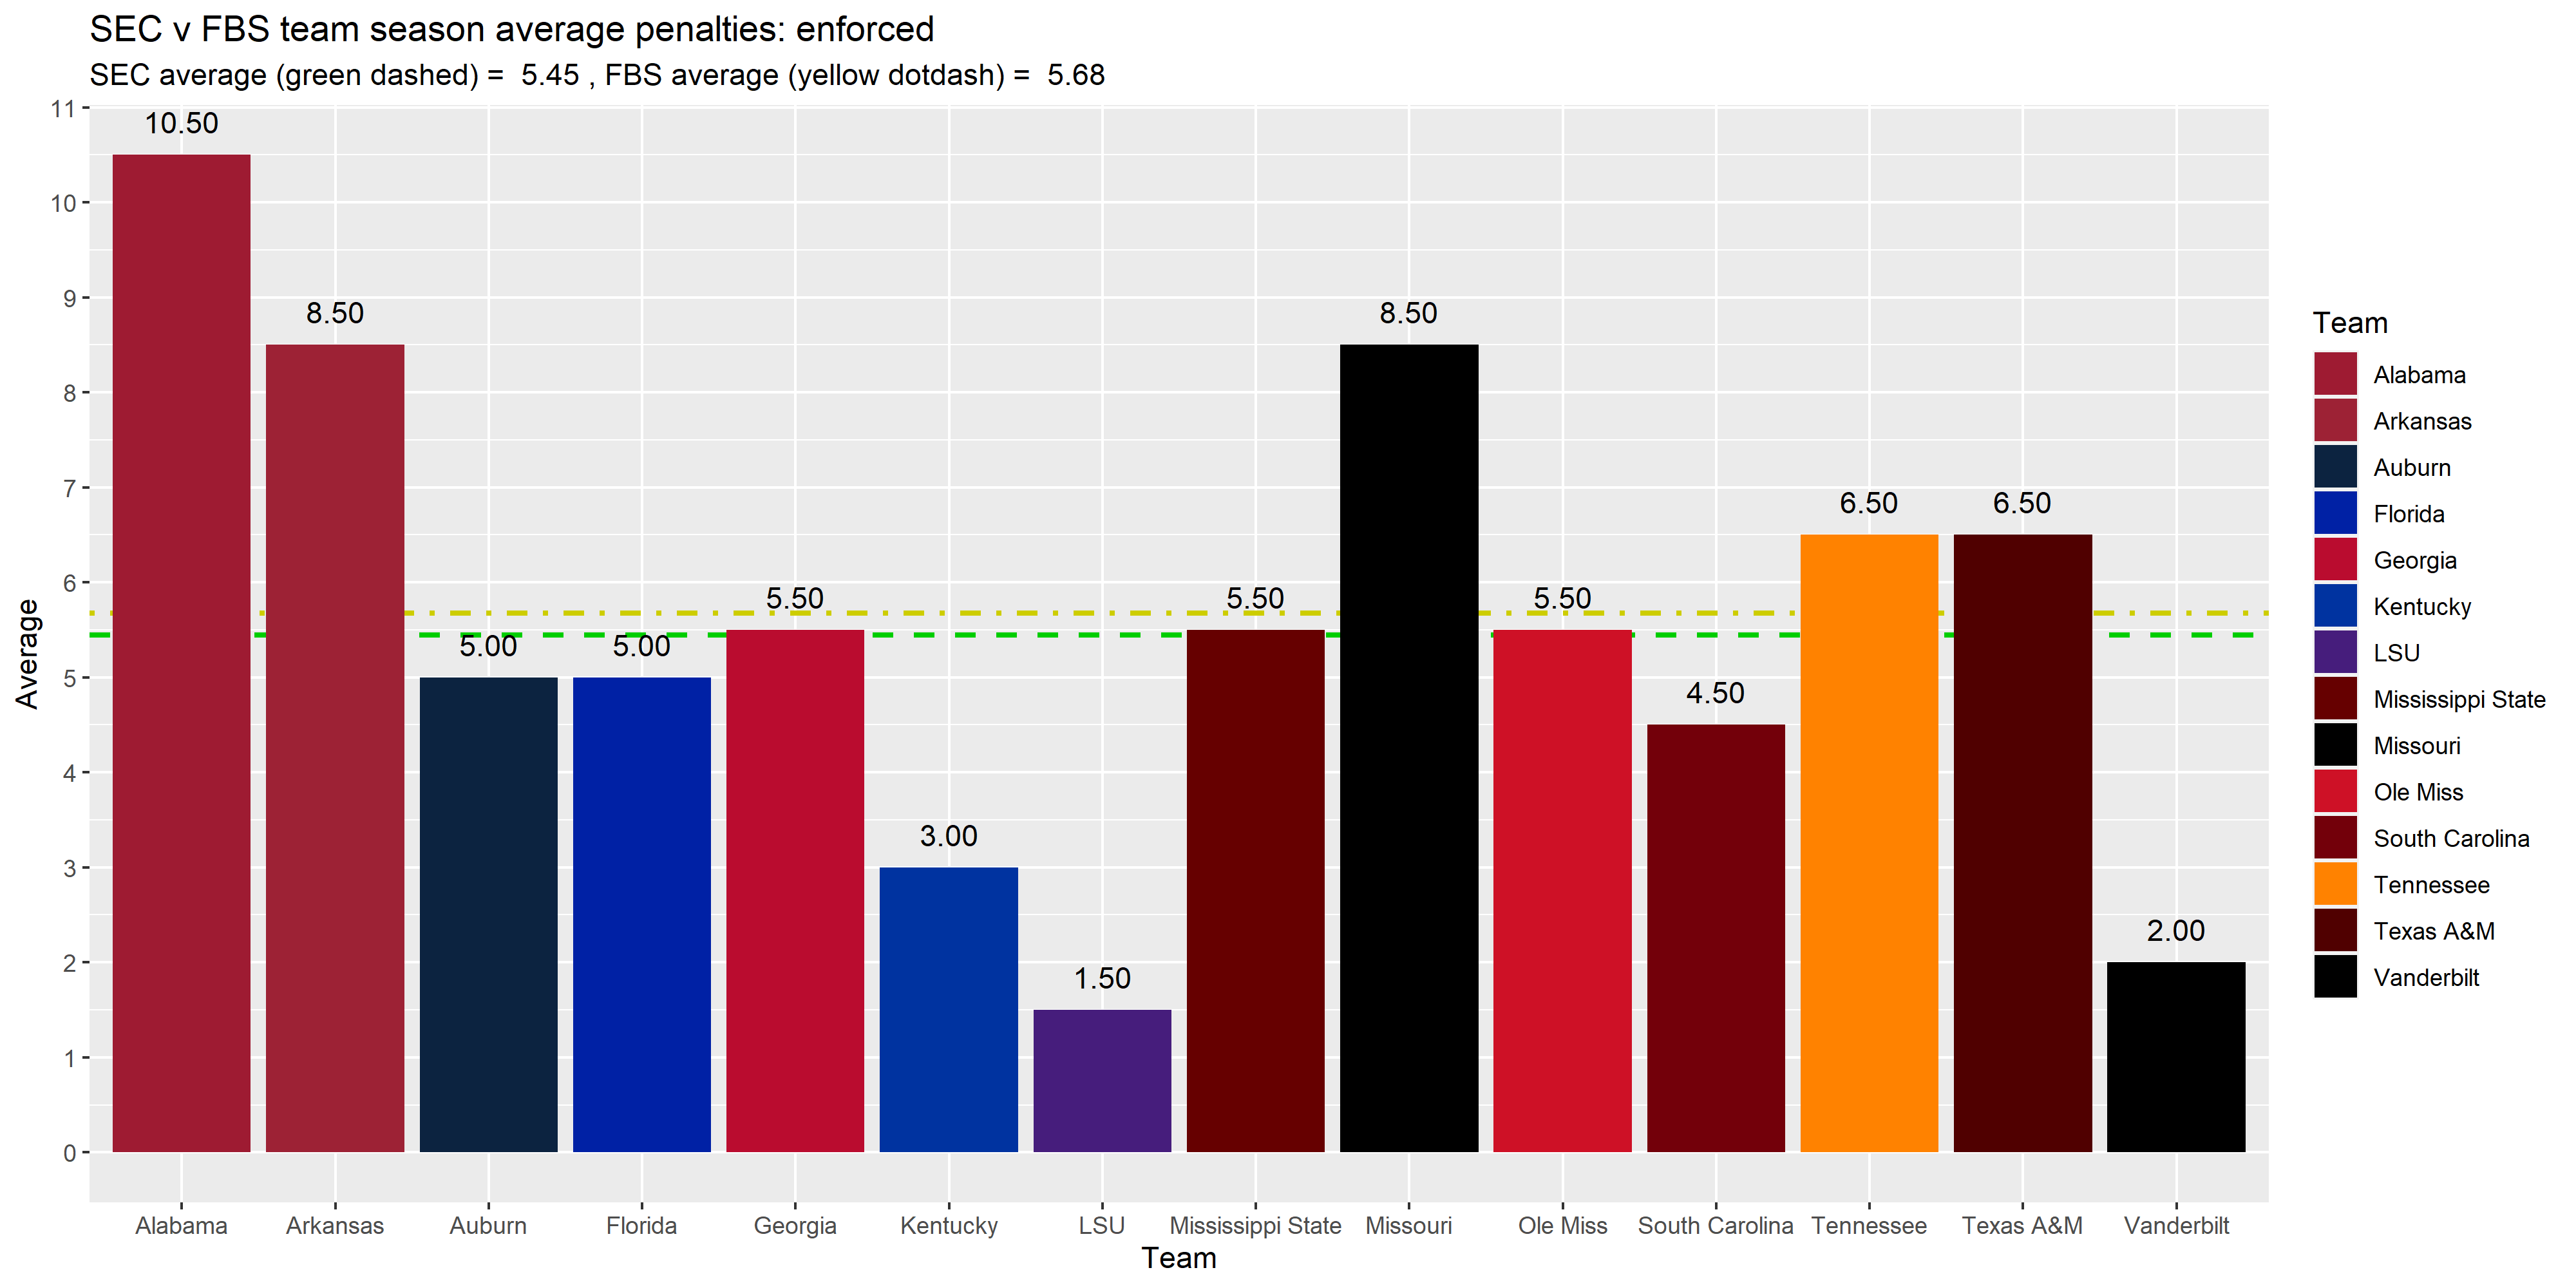 SEC v FBS team season average penalties: enforced
SEC average (green dashed) =  5.45 , FBS average (yellow dotdash) =  5.68
Average
11
10
9
8
7
6
5
4
3
2
1
0
10.50
8.50
5.00
5.00
5.50
3.00
1.50
5.50
8.50
5.50
4.50
6.50
6.50
2.00
Alabama
Arkansas
Auburn
Florida
Georgia
Kentucky
LSU
Mississippi State
Missouri
Ole Miss
South Carolina
Tennessee
Texas A&M
Vanderbilt
Team
Team
Alabama
Arkansas
Auburn
Florida
Georgia
Kentucky
LSU
Mississippi State
Missouri
Ole Miss
South Carolina
Tennessee
Texas A&M
Vanderbilt